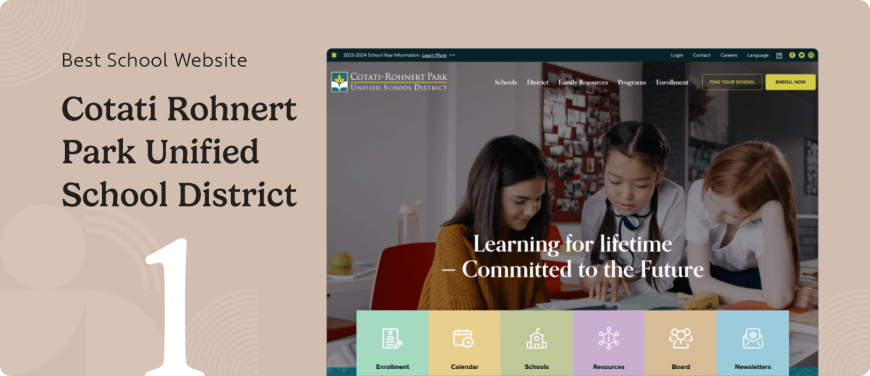 Best School Website
Cotati Rohnert
Park Unified
School District
1
2023-2024 School Year Information: Learn More
Login Contact Careers Language
COTATI-ROHNERT PARK
UNIFIED SCHOOL DISTRICT
Schools District Family Resources Programs Enrollment FIND YOUR SCHOOL ENROLL NOW
Learning for lifetime
– Committed to the Future
Enrollment Calendar Schools Resources Board Newsletters